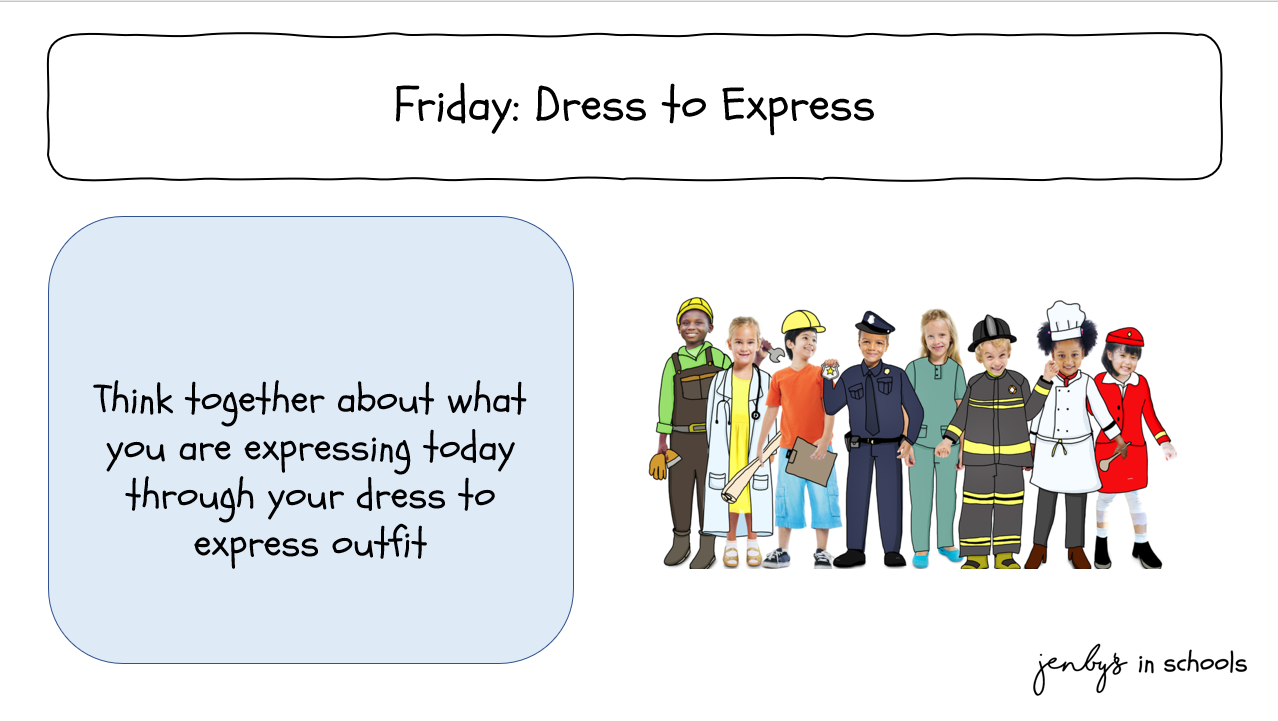 Friday: Dress to Express
Think together about what
you are expressing today
through your dress to
express outfit
jenby's in schools